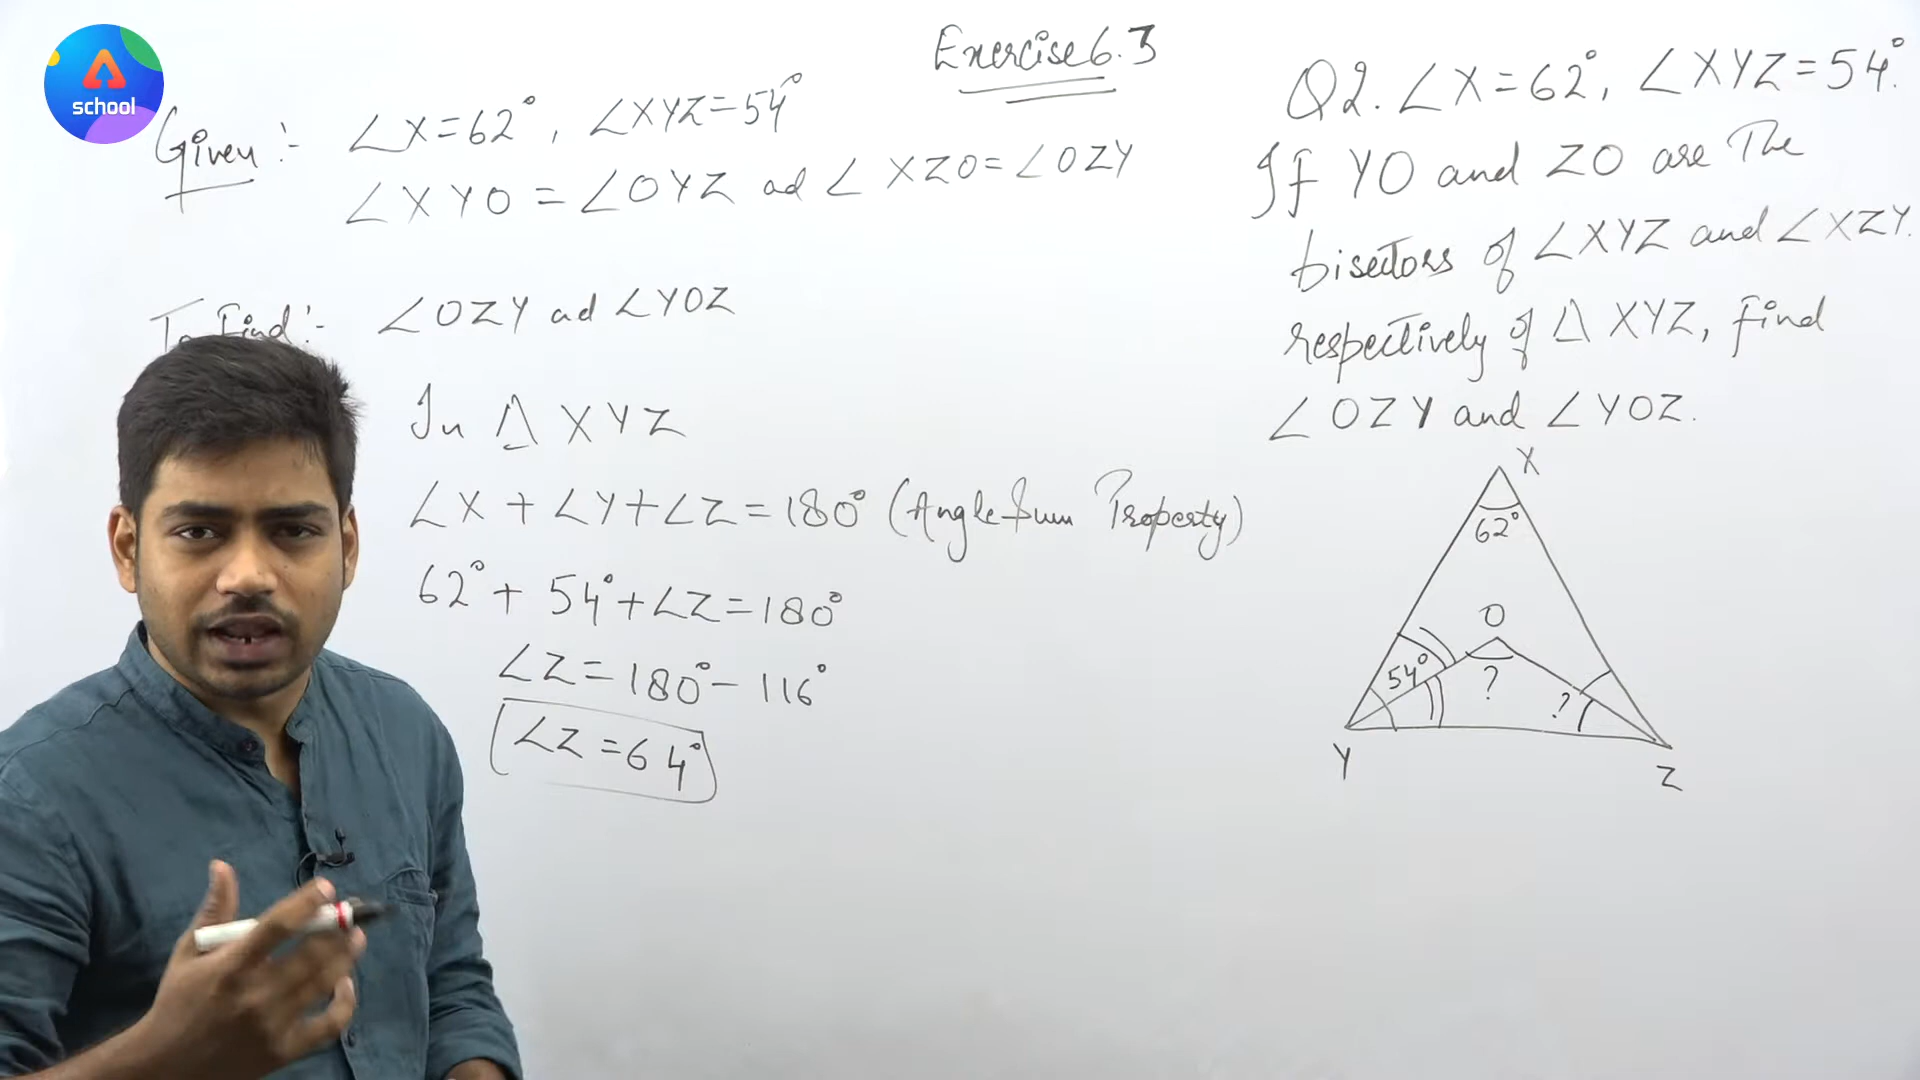 school
Exercise 6.3
Given :- ∠X=62°, ∠XYZ=54°
∠XYO = ∠OYZ ad ∠XZO=∠OZY
To Find :- ∠OZY ad ∠YOZ
In Δ XYZ
∠X + ∠Y + ∠Z = 180° (Angle Sum Property)
62° + 54° + ∠Z = 180°
∠Z = 180° - 116°
∠Z = 64°
Q2. ∠X = 62°, ∠XYZ = 54°.
If YO and ZO are The
bisectors of ∠XYZ and ∠XZY.
respectively of Δ XYZ, find
∠OZY and ∠YOZ.
X
62°
O
54°
?
?
Y
Z